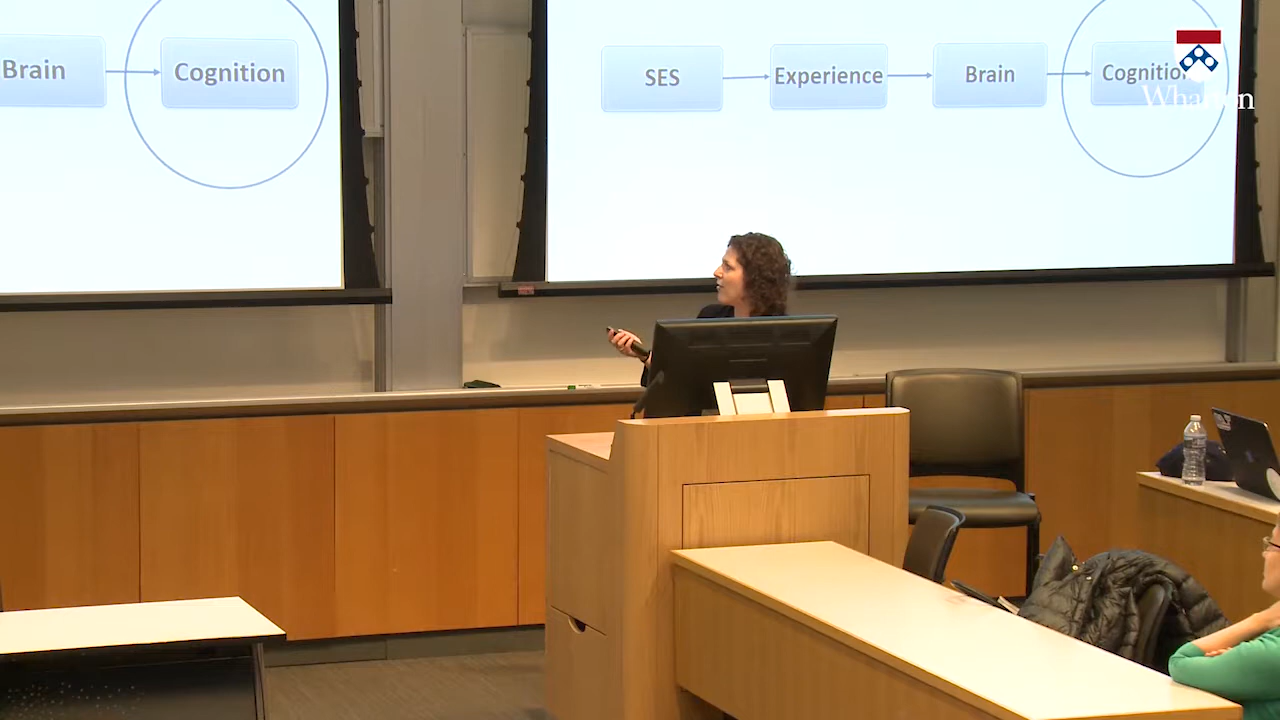 Brain
Cognition
SES
Experience
Brain
Cognition
Wharton